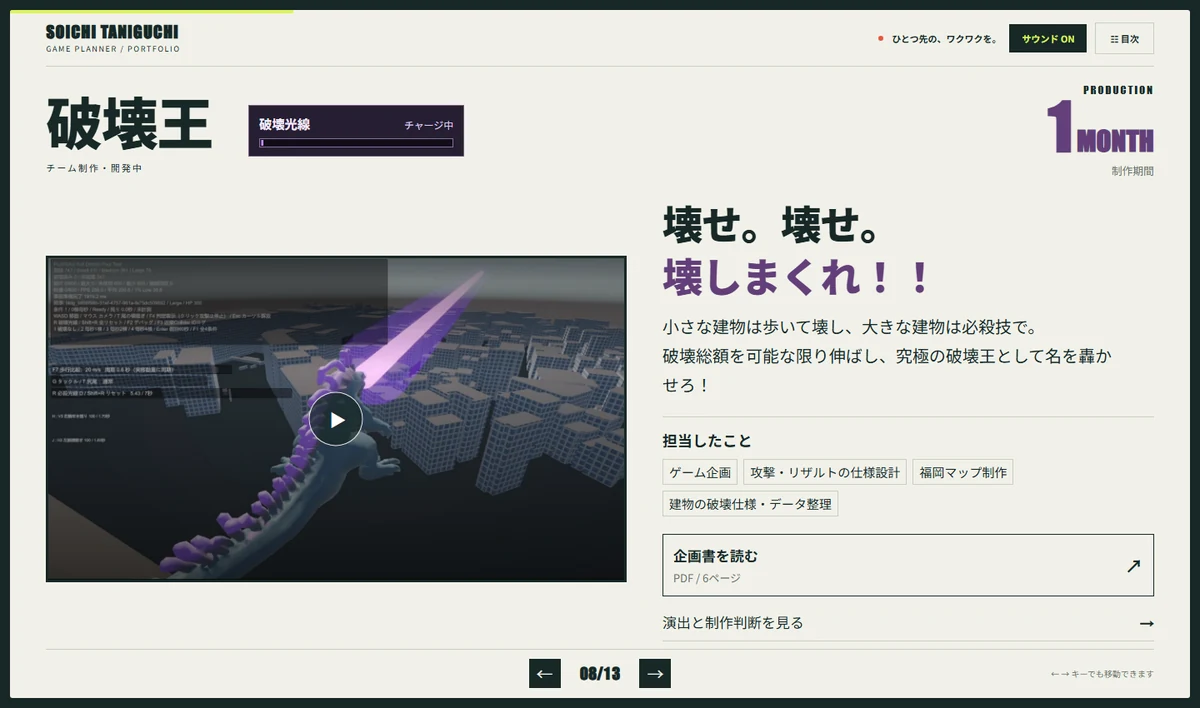 SOICHI TANIGUCHI
GAME PLANNER / PORTFOLIO
ひとつ先の、ワクワクを。
サウンド ON
目次
破壊王
チーム制作・開発中
破壊光線
チャージ中
PRODUCTION
1 MONTH
制作期間
壊せ。壊せ。
壊しまくれ！！
小さな建物は歩いて壊し、大きな建物は必殺技で。
破壊総額を可能な限り伸ばし、究極の破壊王として名を轟か
せろ！
担当したこと
ゲーム企画
攻撃・リザルトの仕様設計
福岡マップ制作
建物の破壊仕様・データ整理
企画書を読む
PDF / 6ページ
↗
演出と制作判断を見る
→
←
08/13
→
←→キーでも移動できます